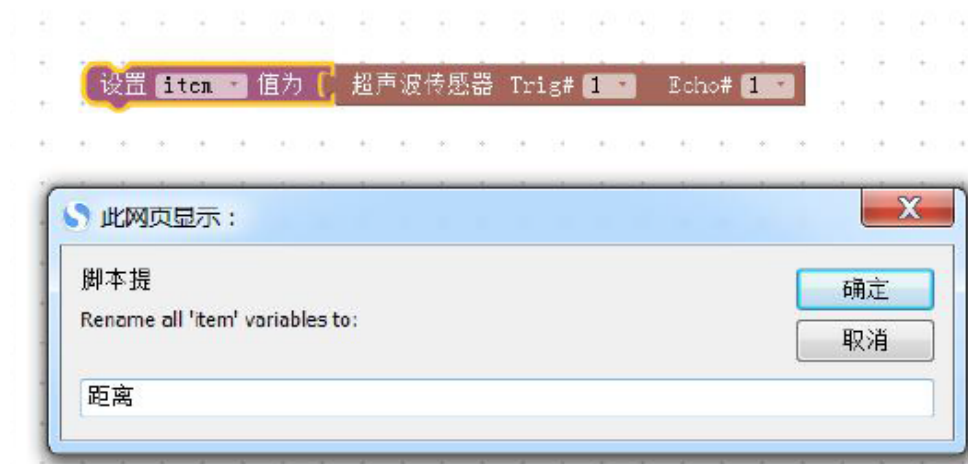 设置 item 值为 超声波传感器 Trig# 1 Echo# 1
此网页显示：
脚本提
确定
Rename all 'item' variables to:
取消
距离